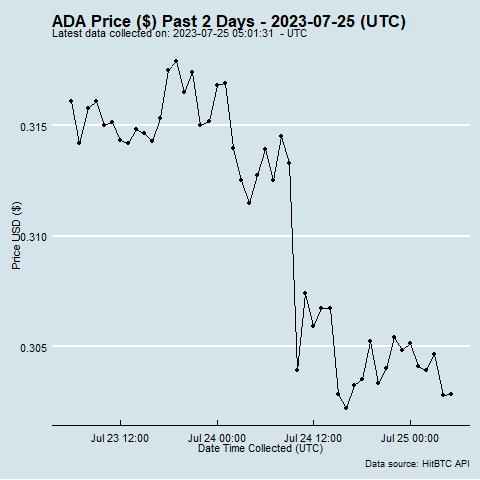 ADA Price ($) Past 2 Days - 2023-07-25 (UTC)
Latest data collected on: 2023-07-25 05:01:31 - UTC
0.315
0.310
0.305
Price USD ($)
Jul 23 12:00 Jul 24 00:00 Jul 24 12:00 Jul 25 00:00
Date Time Collected (UTC)
Data source: HitBTC API